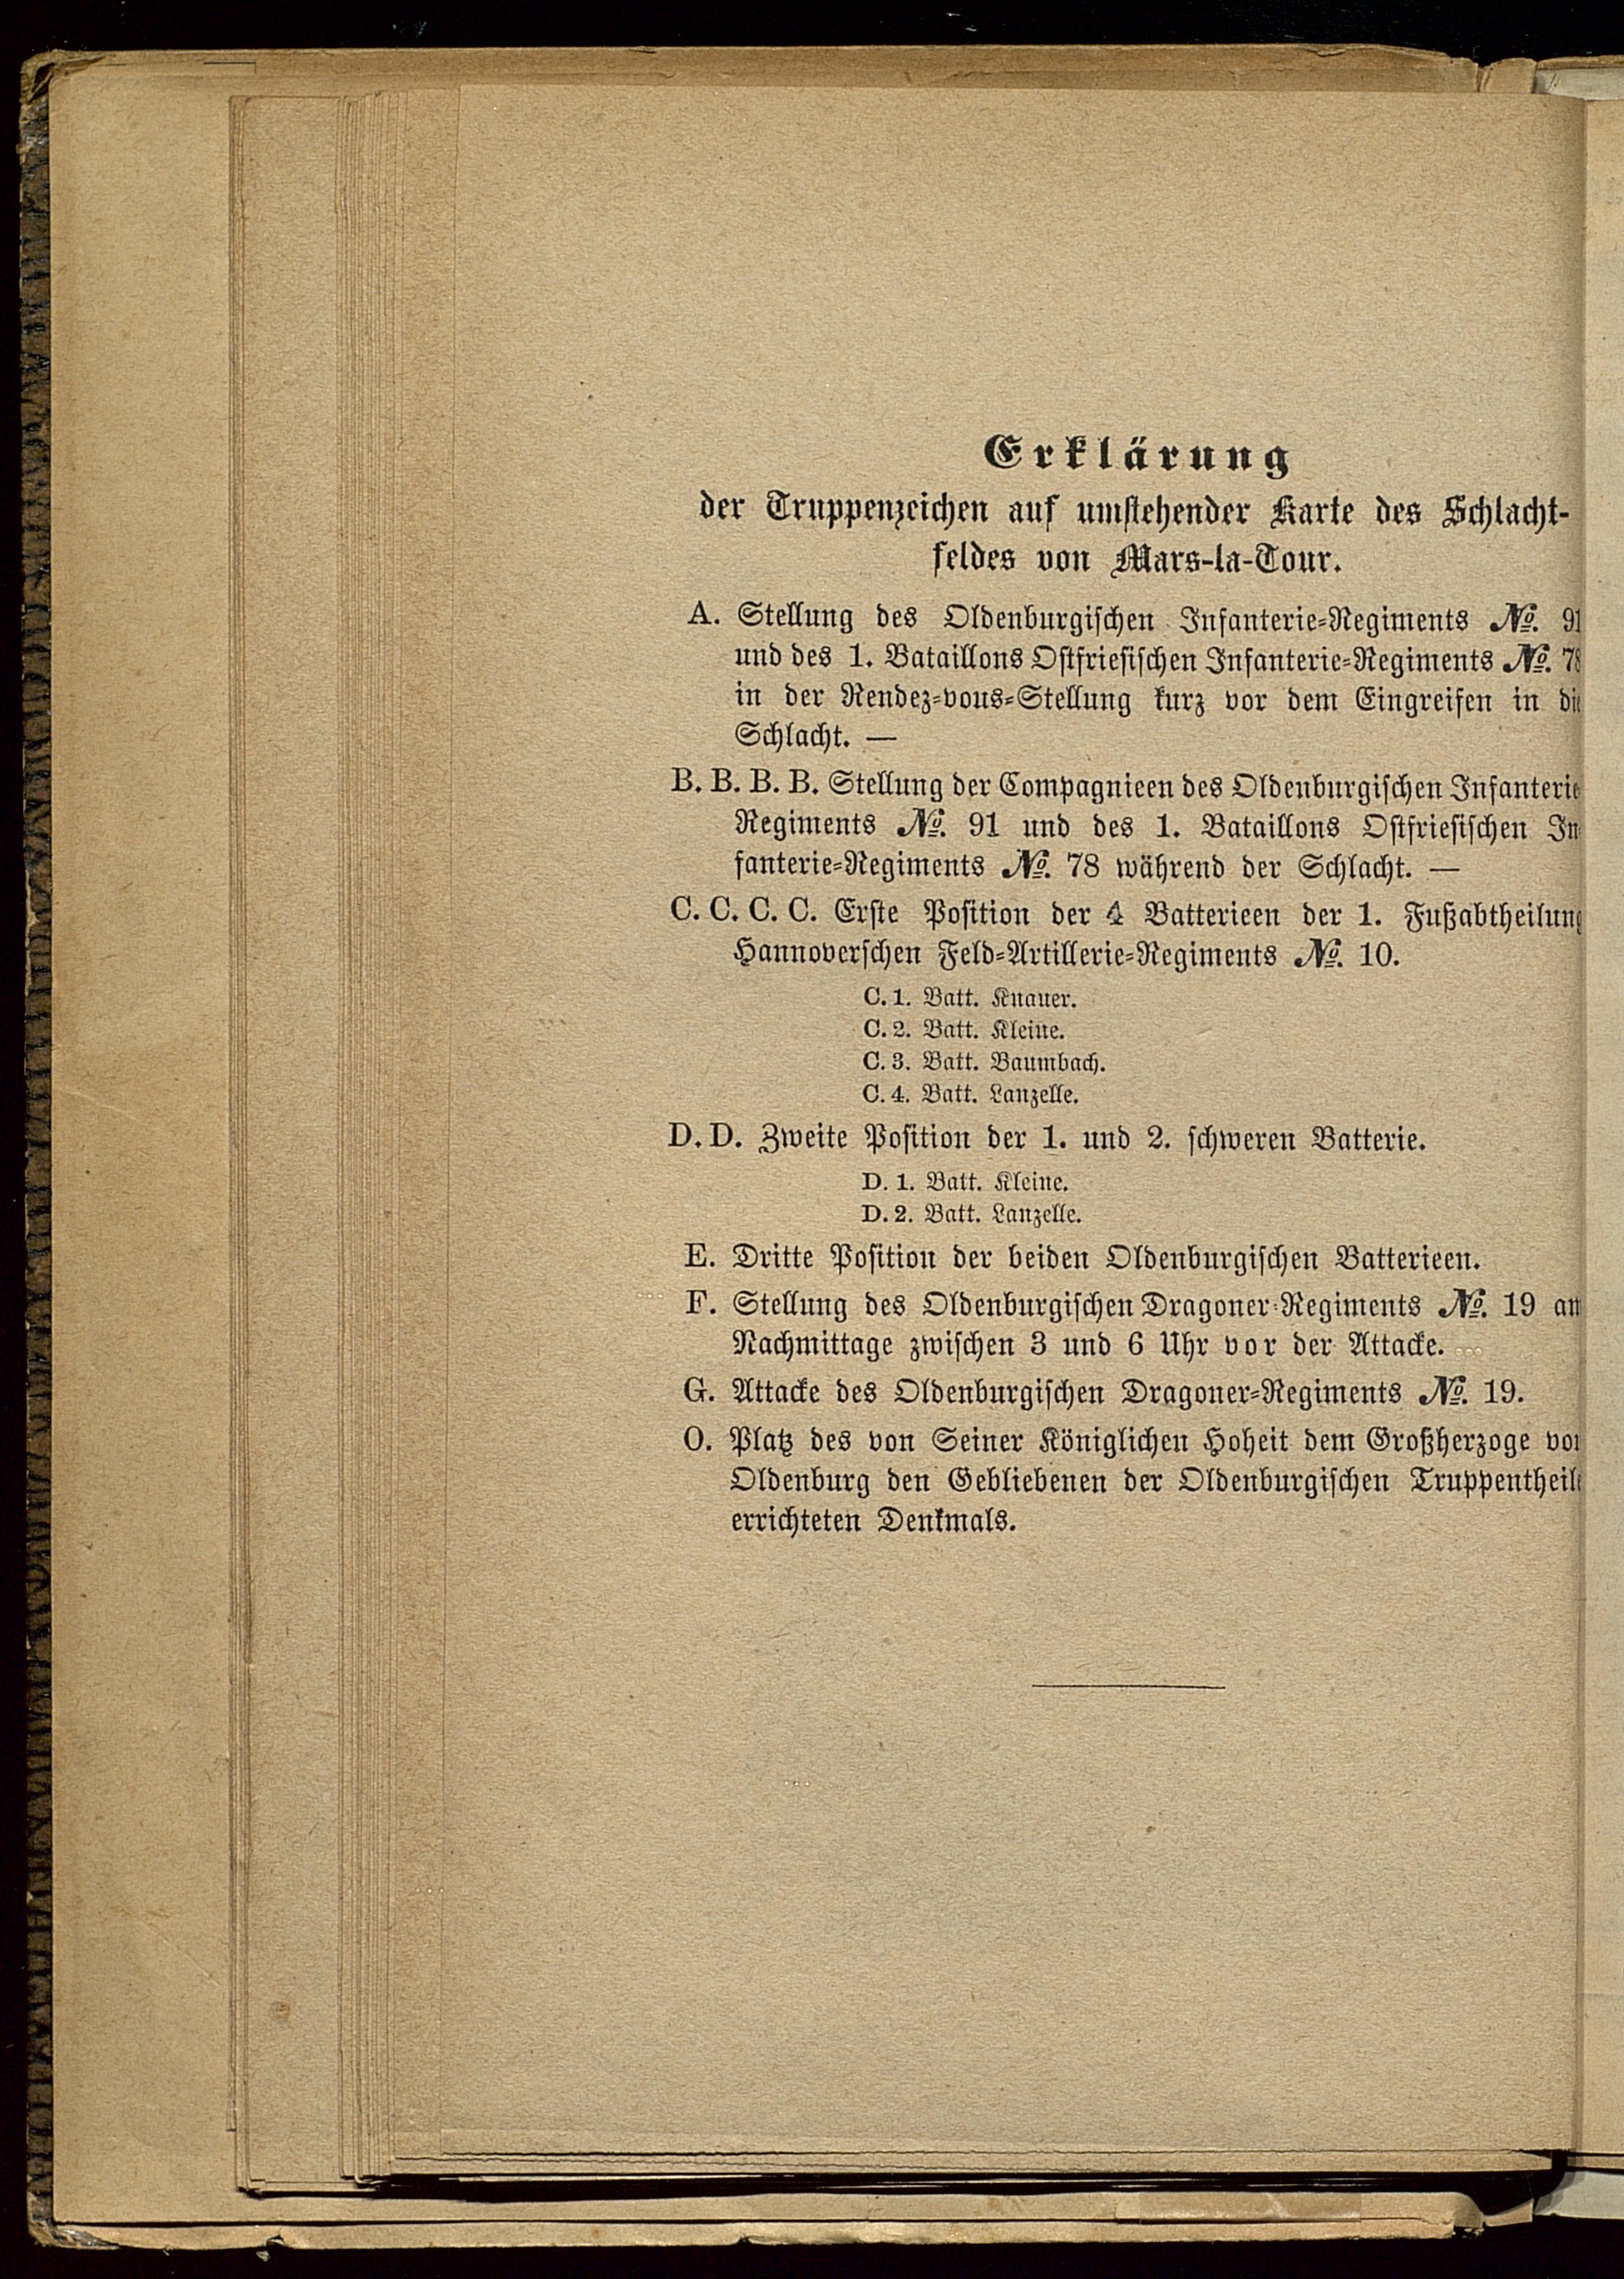 Erklärung
der Truppenzeichen auf umstehender Karte des Schlacht-
feldes von Mars-la-Tour.
A. Stellung des Oldenburgischen Infanterie-Regiments No. 91
und des 1. Bataillons Ostfriesischen Infanterie-Regiments No. 78
in der Rendez-vous-Stellung kurz vor dem Eingreifen in die
Schlacht. —
B. B. B. B. Stellung der Compagnieen des Oldenburgischen Infanterie
Regiments No. 91 und des 1. Bataillons Ostfriesischen In
fanterie-Regiments No. 78 während der Schlacht. —
C. C. C. C. Erste Position der 4 Batterieen der 1. Fußabtheilung
Hannoverschen Feld-Artillerie-Regiments No. 10.
C. 1. Batt. Knauer.
C. 2. Batt. Kleine.
C. 3. Batt. Baumbach.
C. 4. Batt. Lanzelle.
D. D. Zweite Position der 1. und 2. schweren Batterie.
D. 1. Batt. Kleine.
D. 2. Batt. Lanzelle.
E. Dritte Position der beiden Oldenburgischen Batterieen.
F. Stellung des Oldenburgischen Dragoner-Regiments No. 19 am
Nachmittage zwischen 3 und 6 Uhr vor der Attacke.
G. Attacke des Oldenburgischen Dragoner-Regiments No. 19.
O. Platz des von Seiner Königlichen Hoheit dem Großherzoge von
Oldenburg den Gebliebenen der Oldenburgischen Truppentheile
errichteten Denkmals.